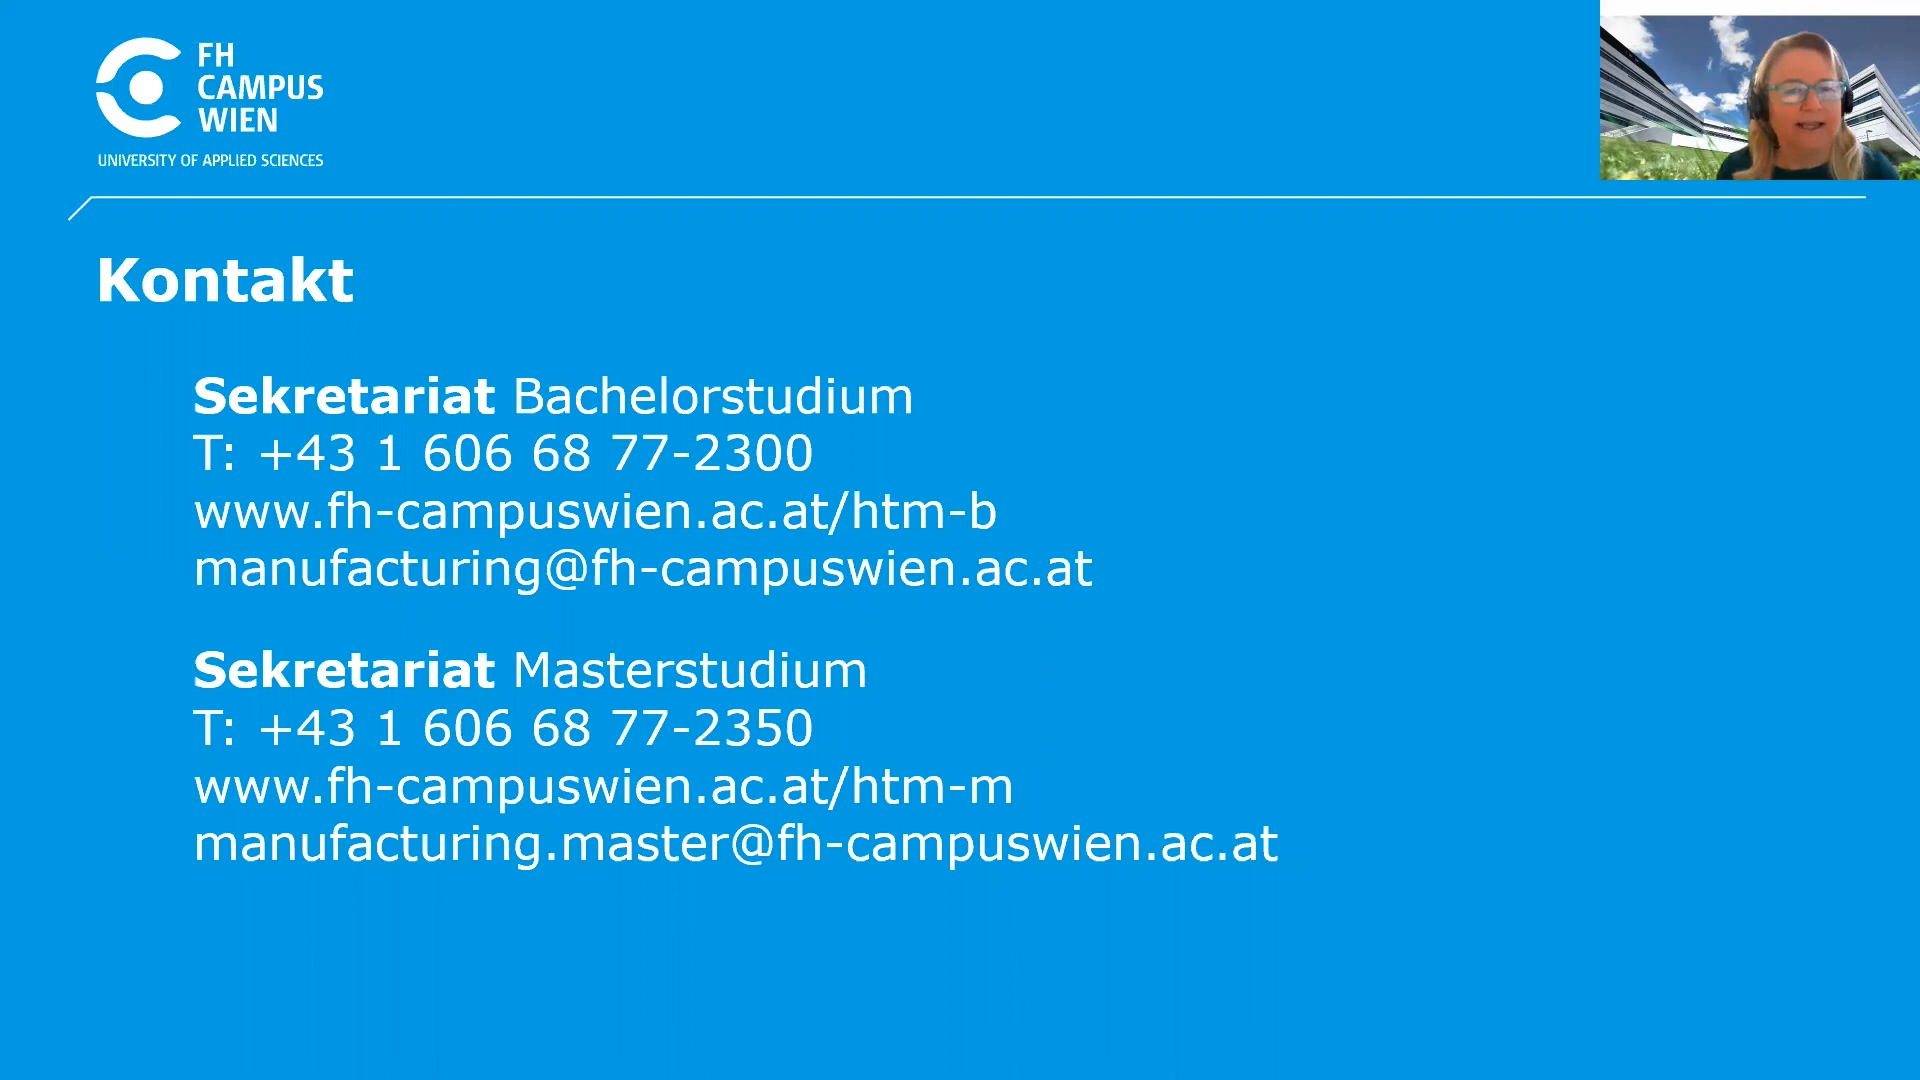 FH
CAMPUS
WIEN
UNIVERSITY OF APPLIED SCIENCES
Kontakt
Sekretariat Bachelorstudium
T: +43 1 606 68 77-2300
www.fh-campuswien.ac.at/htm-b
manufacturing@fh-campuswien.ac.at
Sekretariat Masterstudium
T: +43 1 606 68 77-2350
www.fh-campuswien.ac.at/htm-m
manufacturing.master@fh-campuswien.ac.at